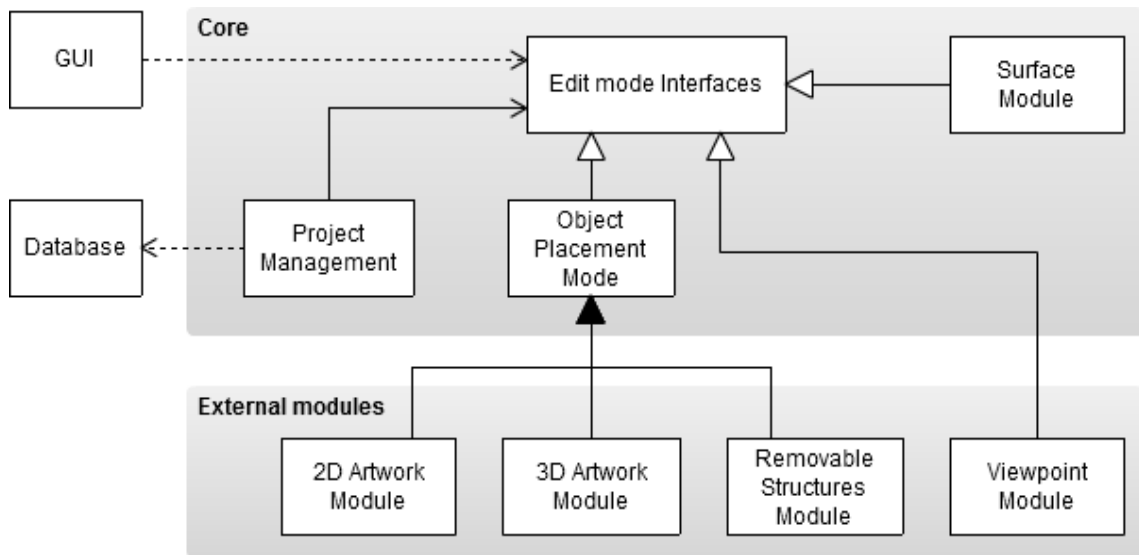 Core
GUI
Edit mode Interfaces
Surface
Module
Database
Project
Management
Object
Placement
Mode
External modules
2D Artwork
Module
3D Artwork
Module
Removable
Structures
Module
Viewpoint
Module